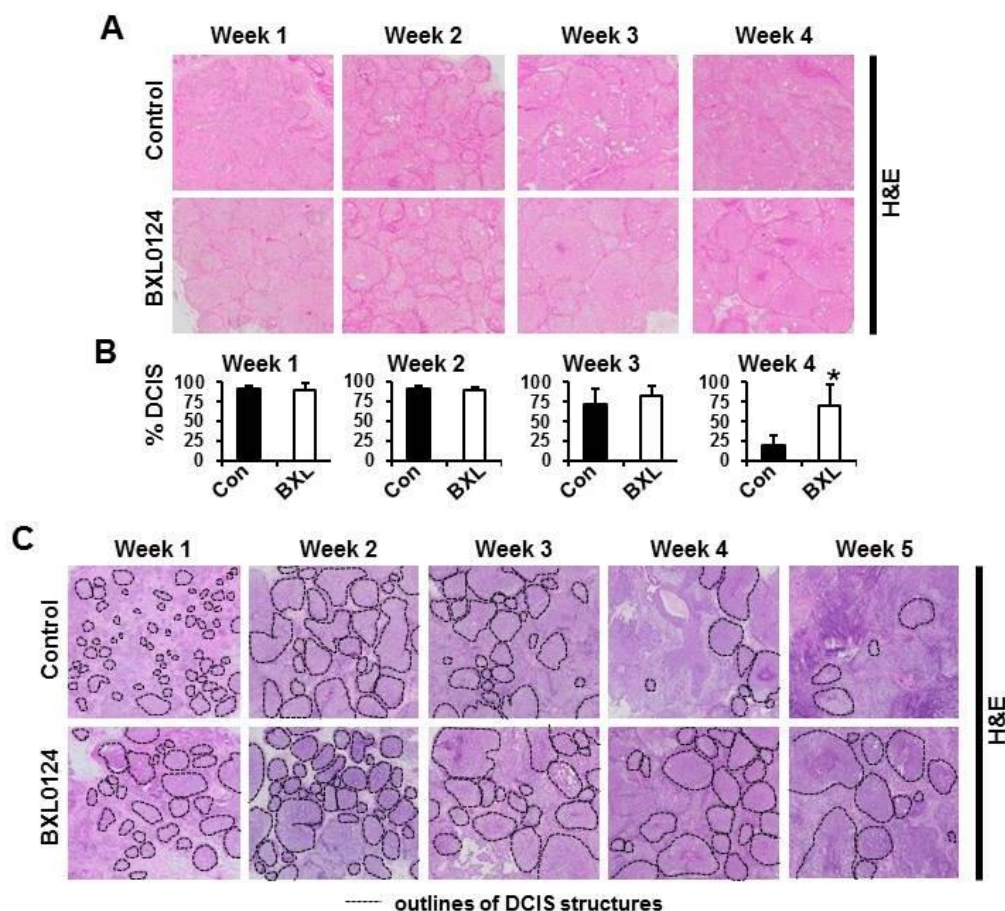 A
Week 1 Week 2 Week 3 Week 4
Control
BXL0124
H&E
B
Week 1 Week 2 Week 3 Week 4
% DCIS
100 100 100 100
75 75 75 75
50 50 50 50
25 25 25 25
0 0 0 0
*
Con BXL Con BXL Con BXL Con BXL
C
Week 1 Week 2 Week 3 Week 4 Week 5
Control
BXL0124
H&E
outlines of DCIS structures